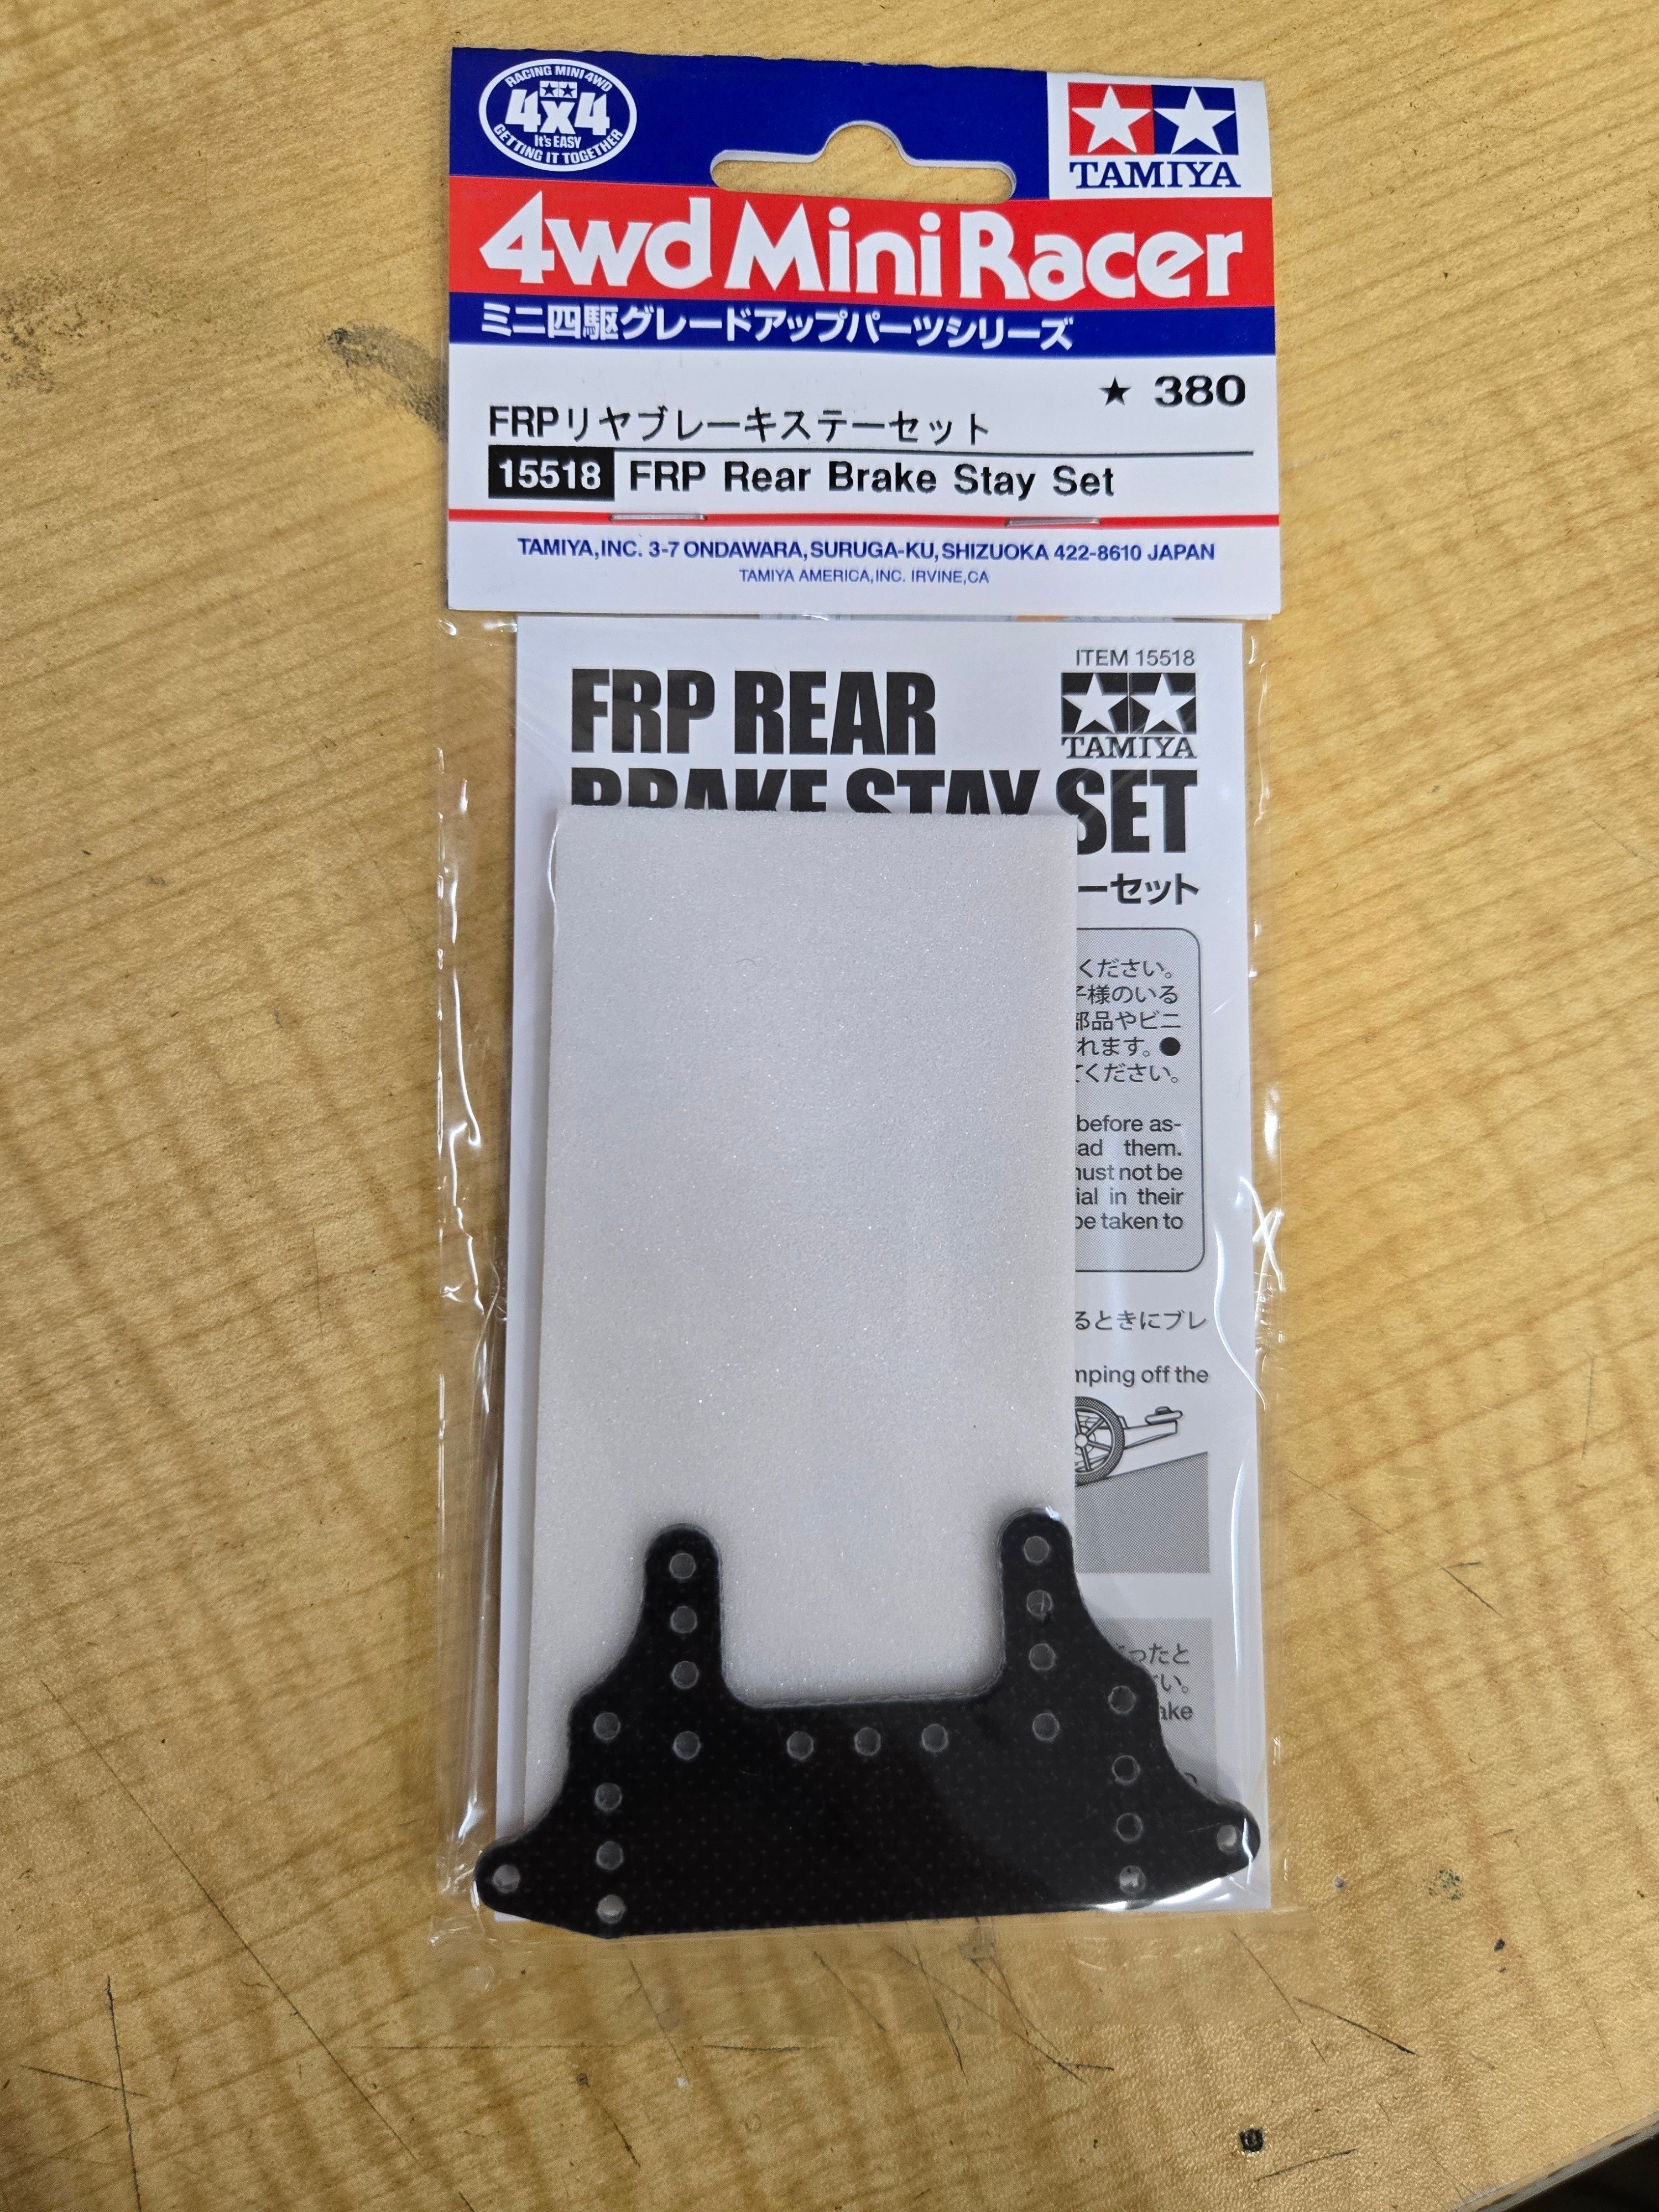 RACING MINI 4WD
4x4
It's EASY
GETTING IT TOGETHER
TAMIYA
4wd Mini Racer
ミニ四駆グレードアップパーツシリーズ
★ 380
FRPリヤブレーキステーセット
15518 FRP Rear Brake Stay Set
TAMIYA,INC. 3-7 ONDAWARA,SURUGA-KU,SHIZUOKA 422-8610 JAPAN
TAMIYA AMERICA,INC. IRVINE,CA
ITEM 15518
FRP REAR
TAMIYA
BRAKE STAY SET
ーセット
ください。
様のいる
部品やビニ
れます。●
ください。
before as-
them.
must not be
in their
be taken to
るときにブレ
off the
ったと
い。